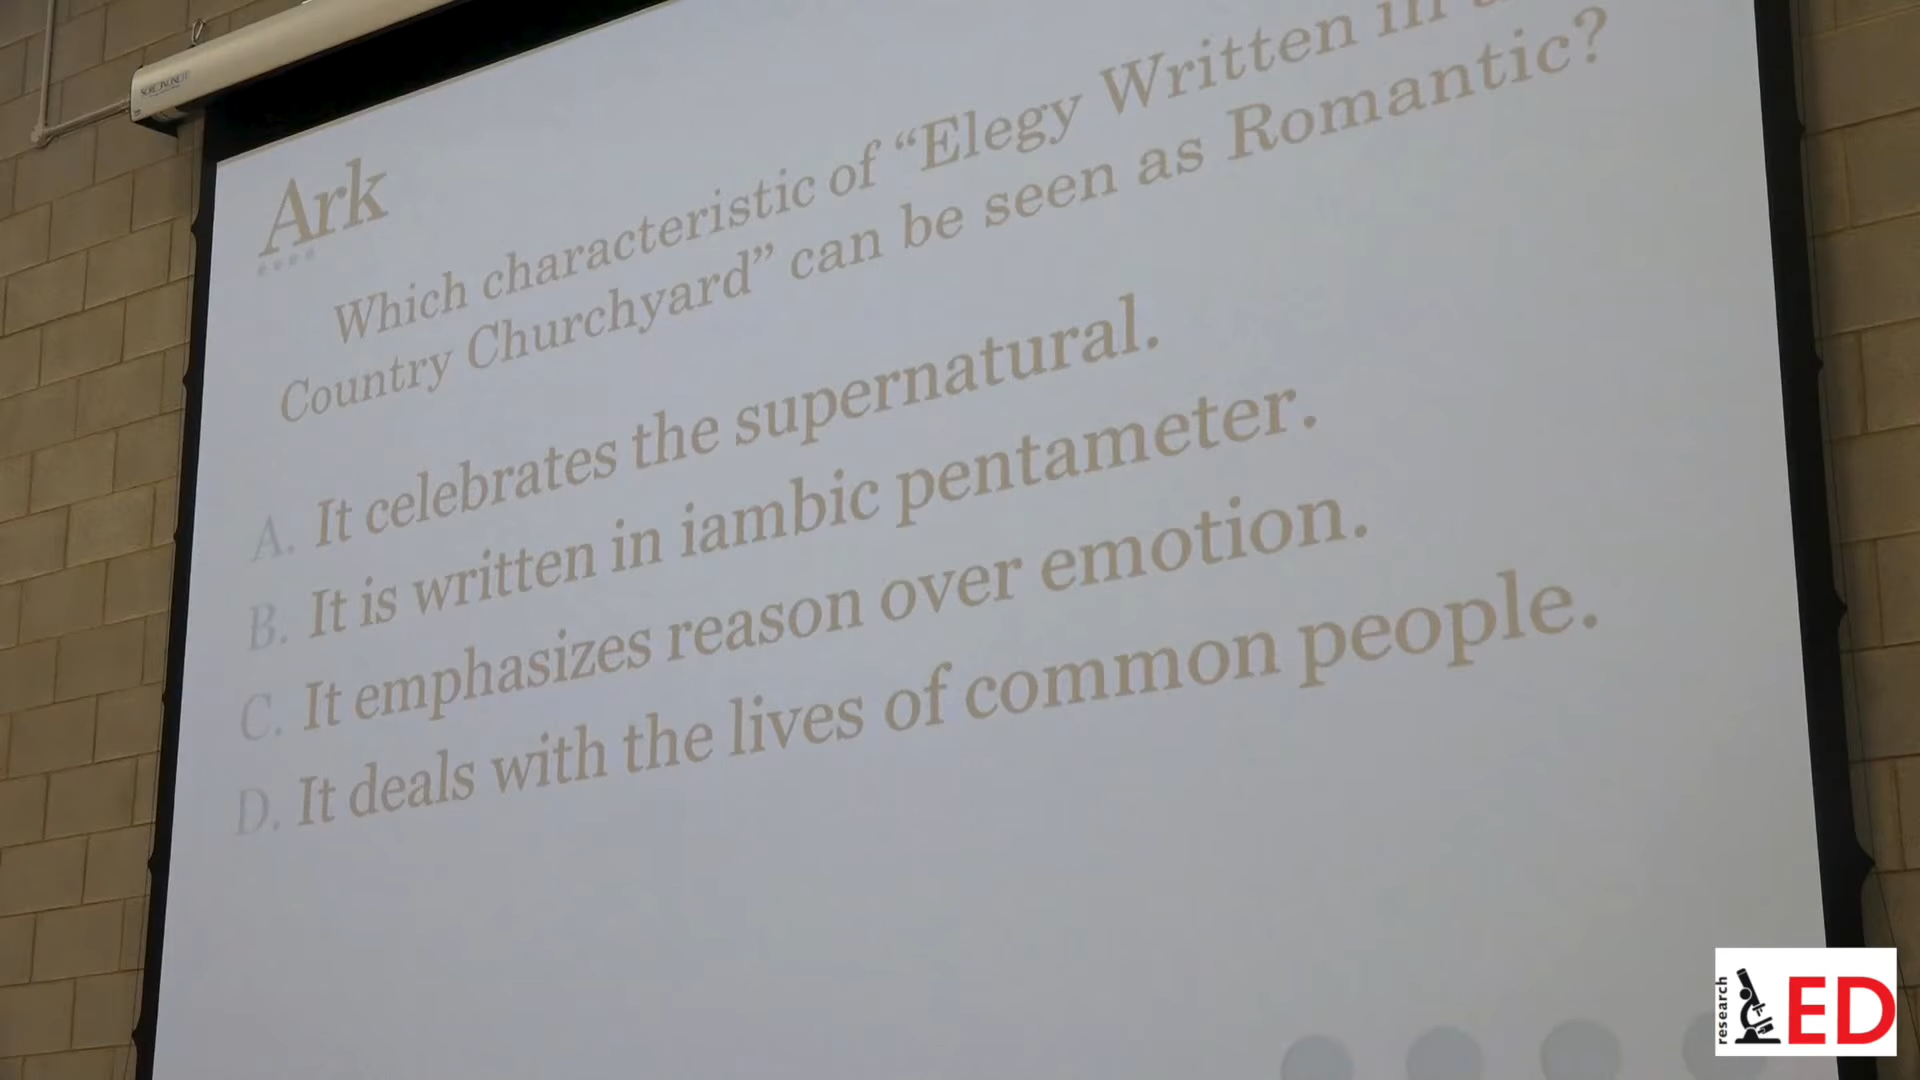 Ark
Which characteristic of “Elegy Written in
Country Churchyard” can be seen as Romantic?
A. It celebrates the supernatural.
B. It is written in iambic pentameter.
C. It emphasizes reason over emotion.
D. It deals with the lives of common people.
research ED